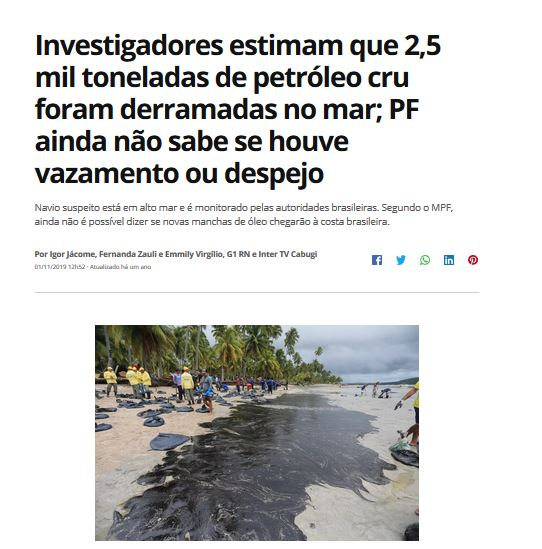 Investigadores estimam que 2,5
mil toneladas de petróleo cru
foram derramadas no mar; PF
ainda não sabe se houve
vazamento ou despejo
Navio suspeito está em alto mar e é monitorado pelas autoridades brasileiras. Segundo o MPF,
ainda não é possível dizer se novas manchas de óleo chegarão à costa brasileira.
Por Igor Jácome, Fernanda Zauli e Emmily Virgílio, G1 RN e Inter TV Cabugi
01/11/2019 12h52 · Atualizado há um ano